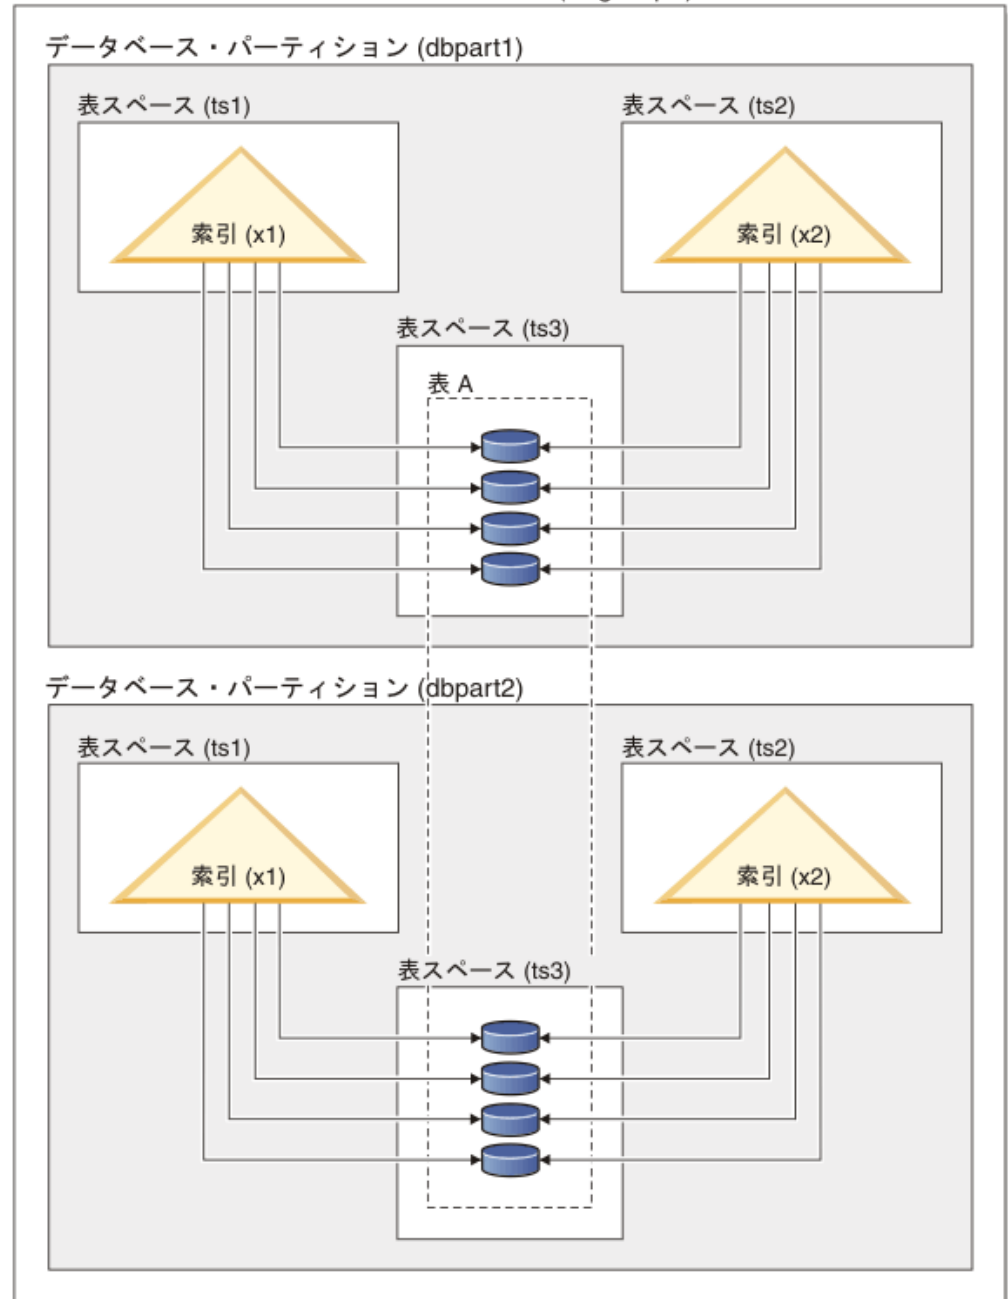 データベース・パーティション (dbpart1)
表スペース (ts1)
表スペース (ts2)
索引 (x1)
索引 (x2)
表スペース (ts3)
表 A
データベース・パーティション (dbpart2)
表スペース (ts1)
表スペース (ts2)
索引 (x1)
索引 (x2)
表スペース (ts3)